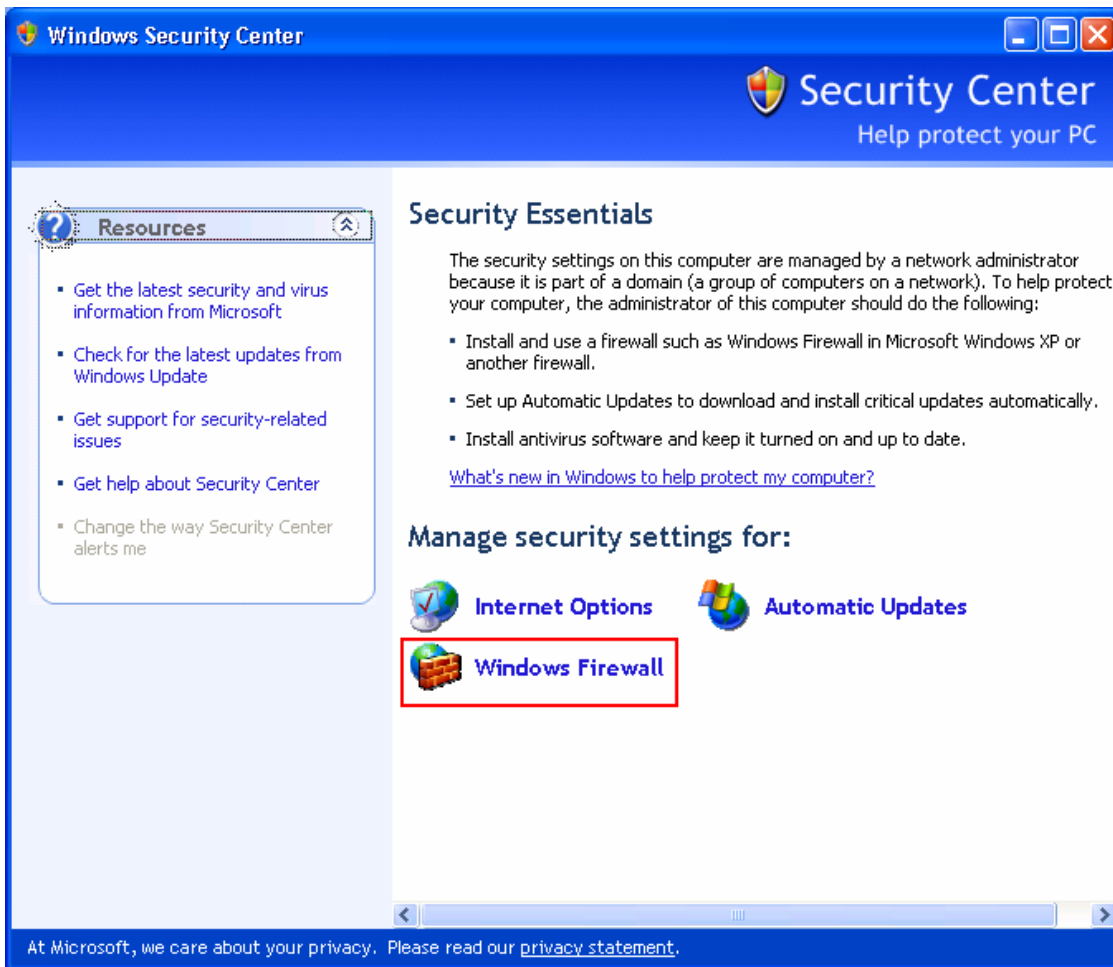 Windows Security Center
Security Center
Help protect your PC
Resources
Get the latest security and virus
information from Microsoft
Check for the latest updates from
Windows Update
Get support for security-related
issues
Get help about Security Center
Change the way Security Center
alerts me
Security Essentials
The security settings on this computer are managed by a network administrator
because it is part of a domain (a group of computers on a network). To help protect
your computer, the administrator of this computer should do the following:
Install and use a firewall such as Windows Firewall in Microsoft Windows XP or
another firewall.
Set up Automatic Updates to download and install critical updates automatically.
Install antivirus software and keep it turned on and up to date.
What's new in Windows to help protect my computer?
Manage security settings for:
Internet Options
Automatic Updates
Windows Firewall
At Microsoft, we care about your privacy. Please read our privacy statement.